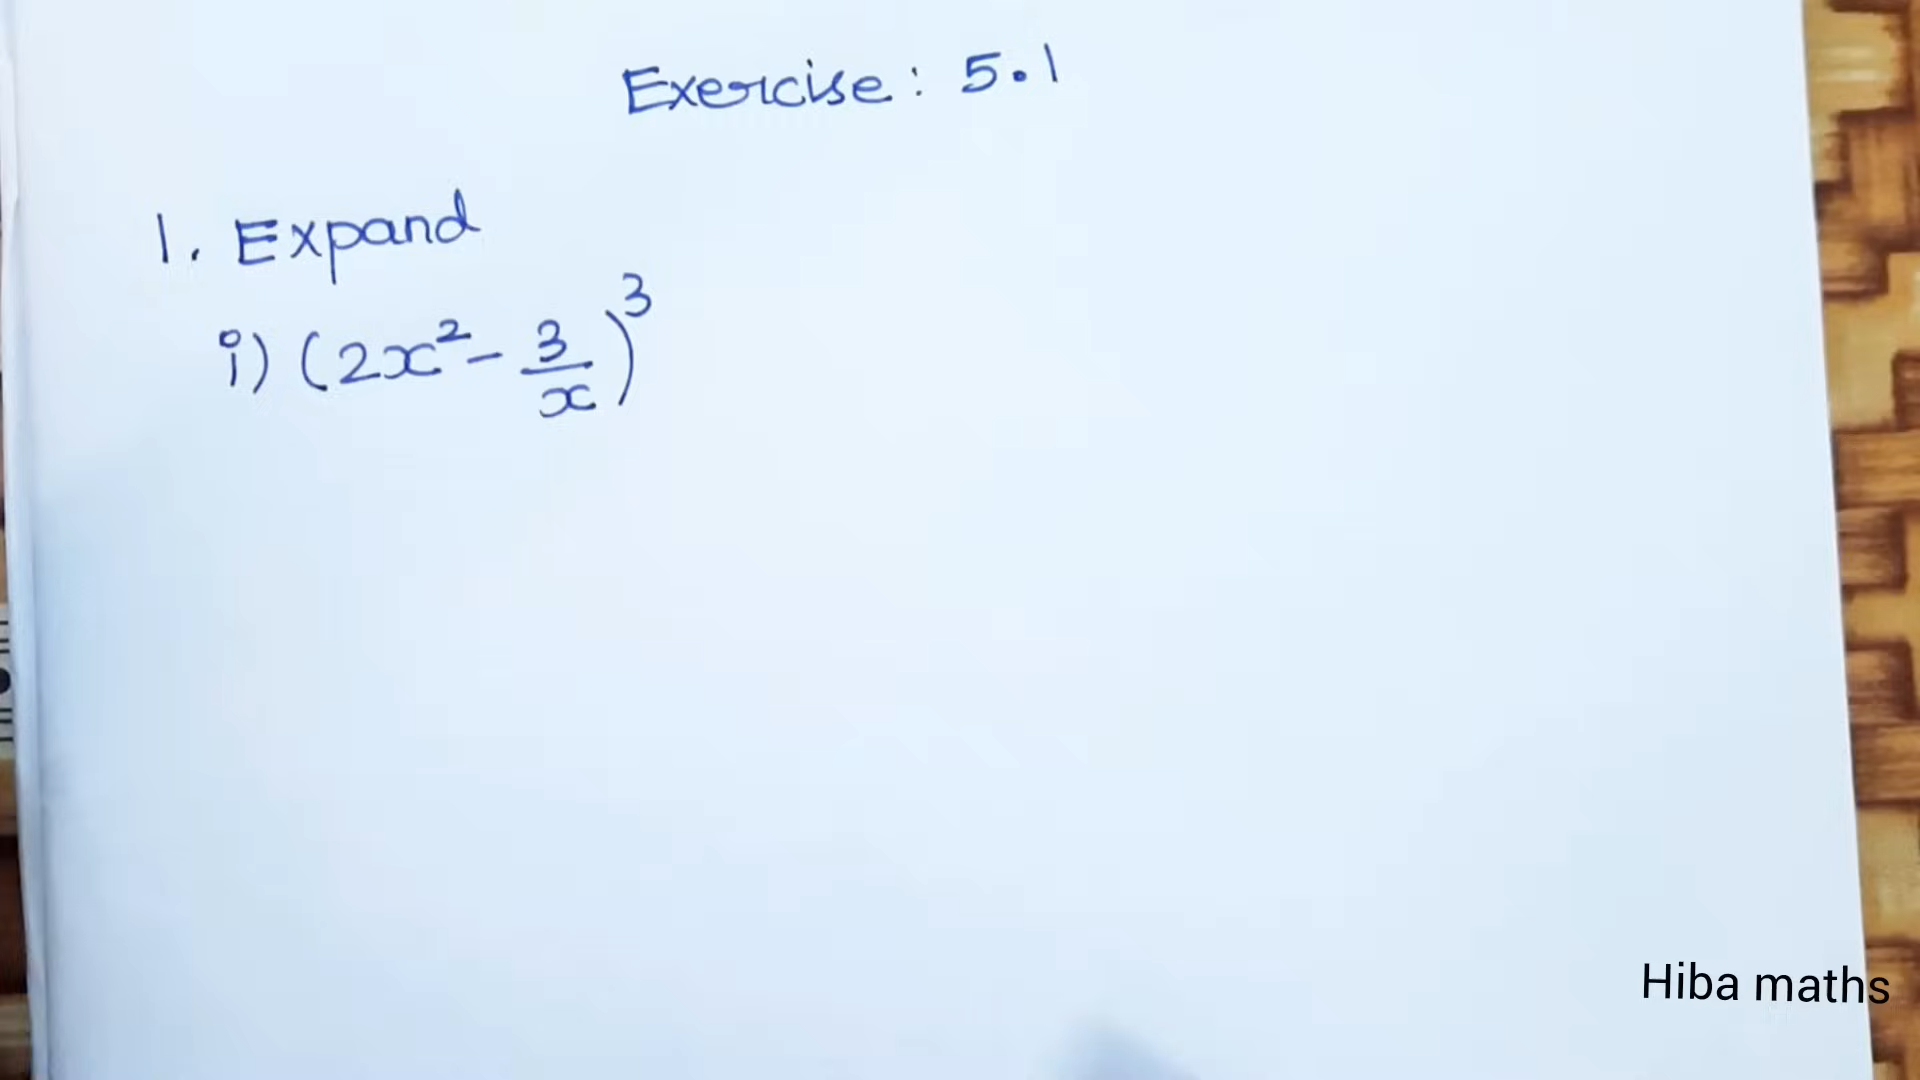 Exercise: 5.1
1. Expand
i) (2x² - 3/x)³
Hiba maths